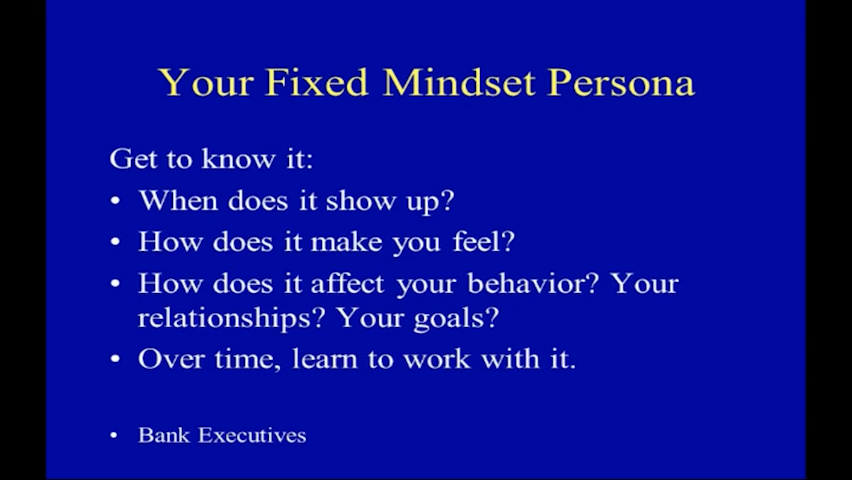 Your Fixed Mindset Persona
Get to know it:
• When does it show up?
• How does it make you feel?
• How does it affect your behavior? Your
relationships? Your goals?
• Over time, learn to work with it.
• Bank Executives